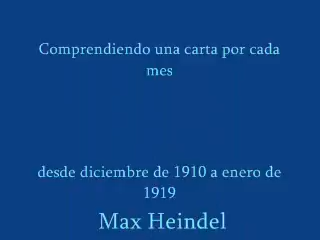 Comprendiendo una carta por cada
mes
desde diciembre de 1910 a enero de
1919
Max Heindel